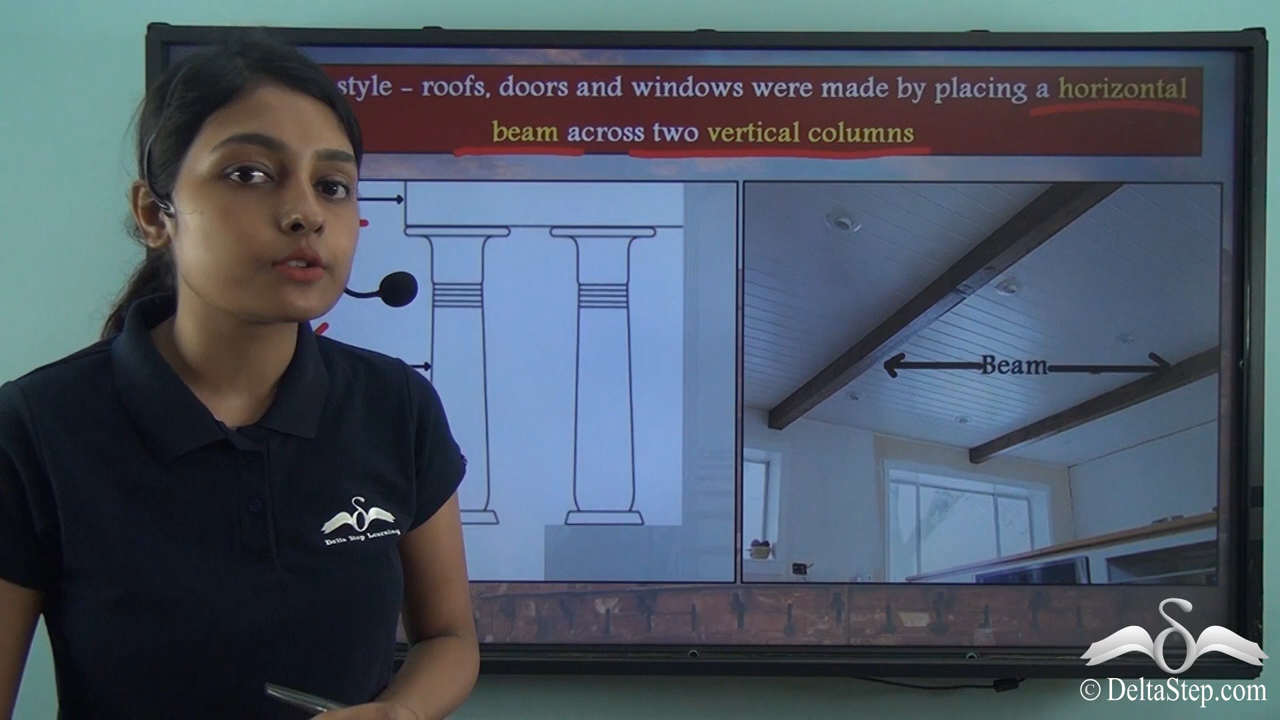 style – roofs, doors and windows were made by placing a horizontal
beam across two vertical columns
Beam
Delta Step Learning
© DeltaStep.com